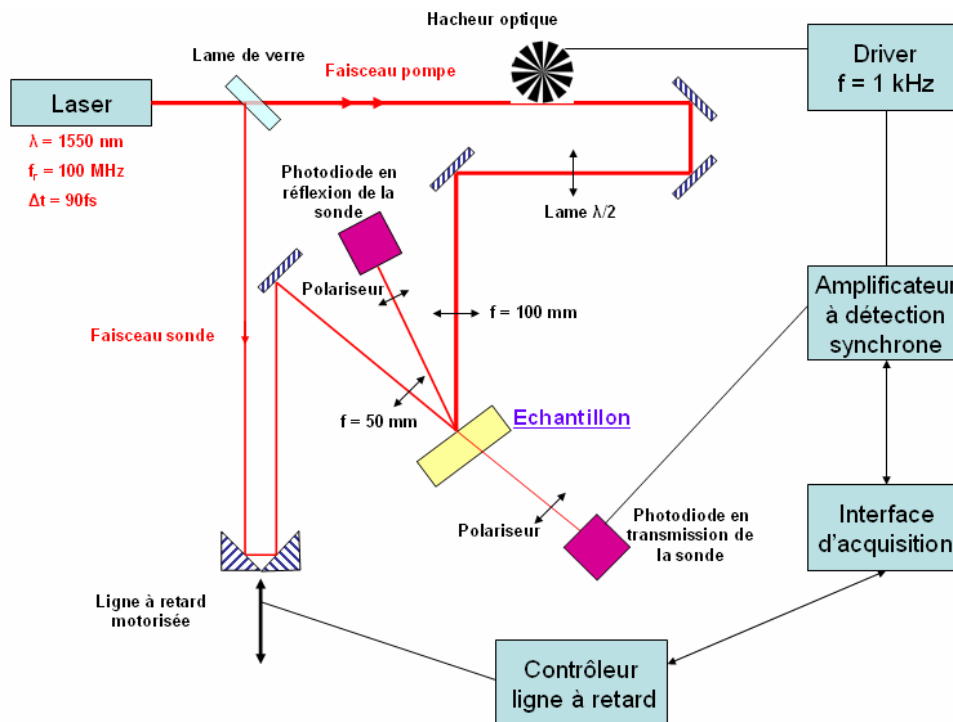 Hacheur optique
Lame de verre
Faisceau pompe
Driver
f = 1 kHz
Laser
λ = 1550 nm
fr = 100 MHz
Δt = 90fs
Photodiode en
réflexion de la
sonde
Lame λ/2
Polariseur
f = 100 mm
Amplificateur
à détection
synchrone
Faisceau sonde
f = 50 mm
Echantillon
Polariseur
Photodiode en
transmission de
la sonde
Interface
d'acquisition
Ligne à retard
motorisée
Contrôleur
ligne à retard